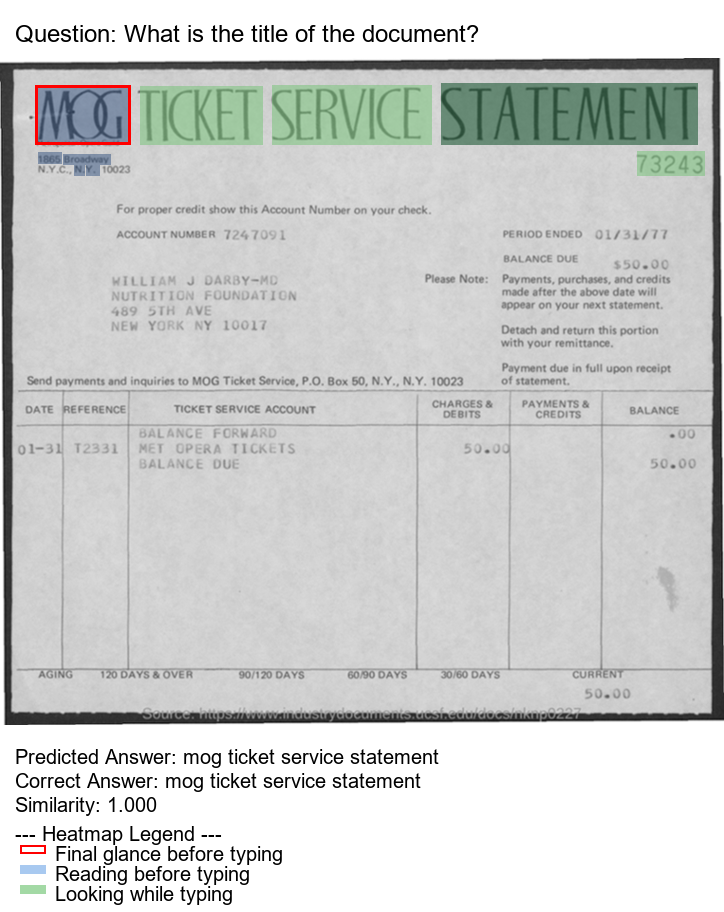 Question: What is the title of the document?
MOG TICKET SERVICE STATEMENT
1865 Broadway
N.Y.C., N.Y. 10023
73243
For proper credit show this Account Number on your check.
ACCOUNT NUMBER 7247091
PERIOD ENDED 01/31/77
BALANCE DUE $50.00
WILLIAM J DARBY-MD
NUTRITION FOUNDATION
489 5TH AVE
NEW YORK NY 10017
Please Note: Payments, purchases, and credits
made after the above date will
appear on your next statement.
Detach and return this portion
with your remittance.
Payment due in full upon receipt
of statement.
Send payments and inquiries to MOG Ticket Service, P.O. Box 50, N.Y., N.Y. 10023
DATE REFERENCE TICKET SERVICE ACCOUNT CHARGES & DEBITS PAYMENTS & CREDITS BALANCE
BALANCE FORWARD .00
01-31 T2331 MET OPERA TICKETS 50.00
BALANCE DUE 50.00
AGING 120 DAYS & OVER 90/120 DAYS 60/90 DAYS 30/60 DAYS CURRENT
50.00
Source: https://www.industrydocuments.ucsf.edu/docs/nknp0227
Predicted Answer: mog ticket service statement
Correct Answer: mog ticket service statement
Similarity: 1.000
--- Heatmap Legend ---
Final glance before typing
Reading before typing
Looking while typing